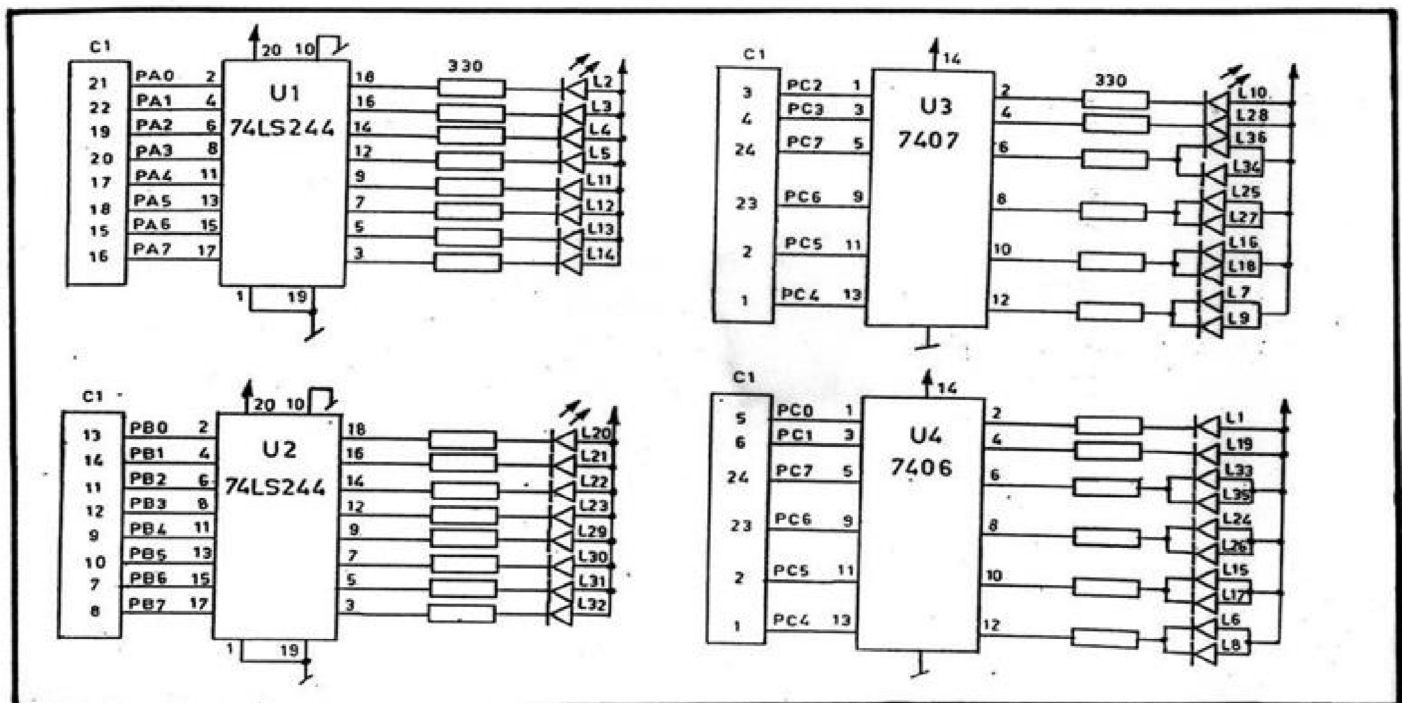 C1
20 10
21 PA0 2
22 PA1 4
19 PA2 6
20 PA3 8
17 PA4 11
18 PA5 13
15 PA6 15
16 PA7 17
U1
74LS244
1 19
18 330 L2
16 L3
14 L4
12 L5
9 L11
7 L12
5 L13
3 L14
C1
14
3 PC2 1
4 PC3 3
24 PC7 5
23 PC6 9
2 PC5 11
1 PC4 13
U3
7407
2 330 L10
4 L28
6 L36
L34
8 L25
L27
10 L16
L18
12 L7
L9
C1
20 10
13 PB0 2
14 PB1 4
11 PB2 6
12 PB3 8
9 PB4 11
10 PB5 13
7 PB6 15
8 PB7 17
U2
74LS244
1 19
18 L20
16 L21
14 L22
12 L23
9 L29
7 L30
5 L31
3 L32
C1
14
5 PC0 1
6 PC1 3
24 PC7 5
23 PC6 9
2 PC5 11
1 PC4 13
U4
7406
2 L1
4 L19
6 L33
L35
8 L24
L26
10 L15
L17
12 L6
L8